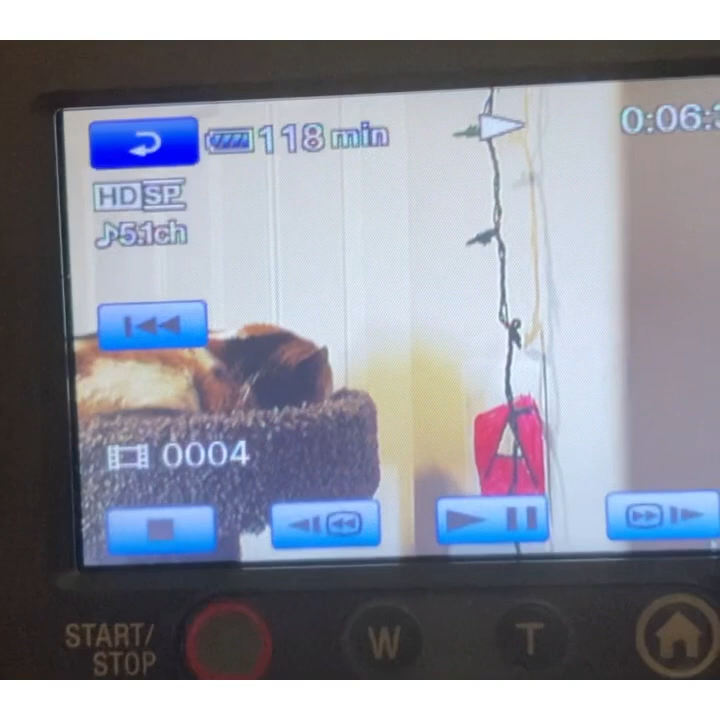 118 min
0:06:3
HD SP
♪5.1ch
0004
START/
STOP
W
T